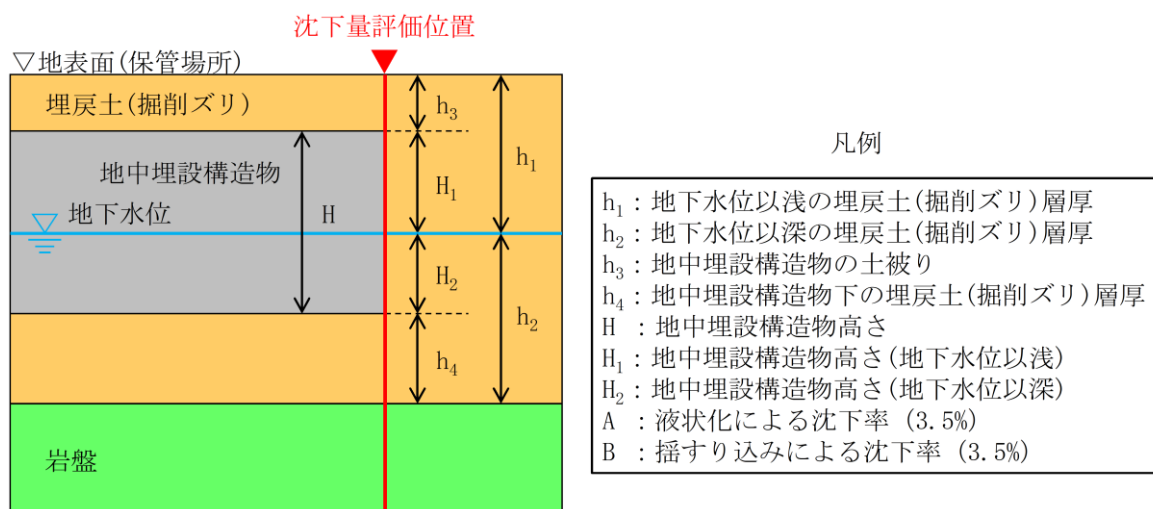 沈下量評価位置
▽地表面(保管場所)
埋戻土(掘削ズリ)
h₃
地中埋設構造物
H₁
h₁
地下水位
H
H₂
h₂
h₄
岩盤
凡例
h₁：地下水位以浅の埋戻土(掘削ズリ)層厚
h₂：地下水位以深の埋戻土(掘削ズリ)層厚
h₃：地中埋設構造物の土被り
h₄：地中埋設構造物下の埋戻土(掘削ズリ)層厚
H ：地中埋設構造物高さ
H₁：地中埋設構造物高さ(地下水位以浅)
H₂：地中埋設構造物高さ(地下水位以深)
A ：液状化による沈下率 (3.5%)
B ：揺すり込みによる沈下率 (3.5%)